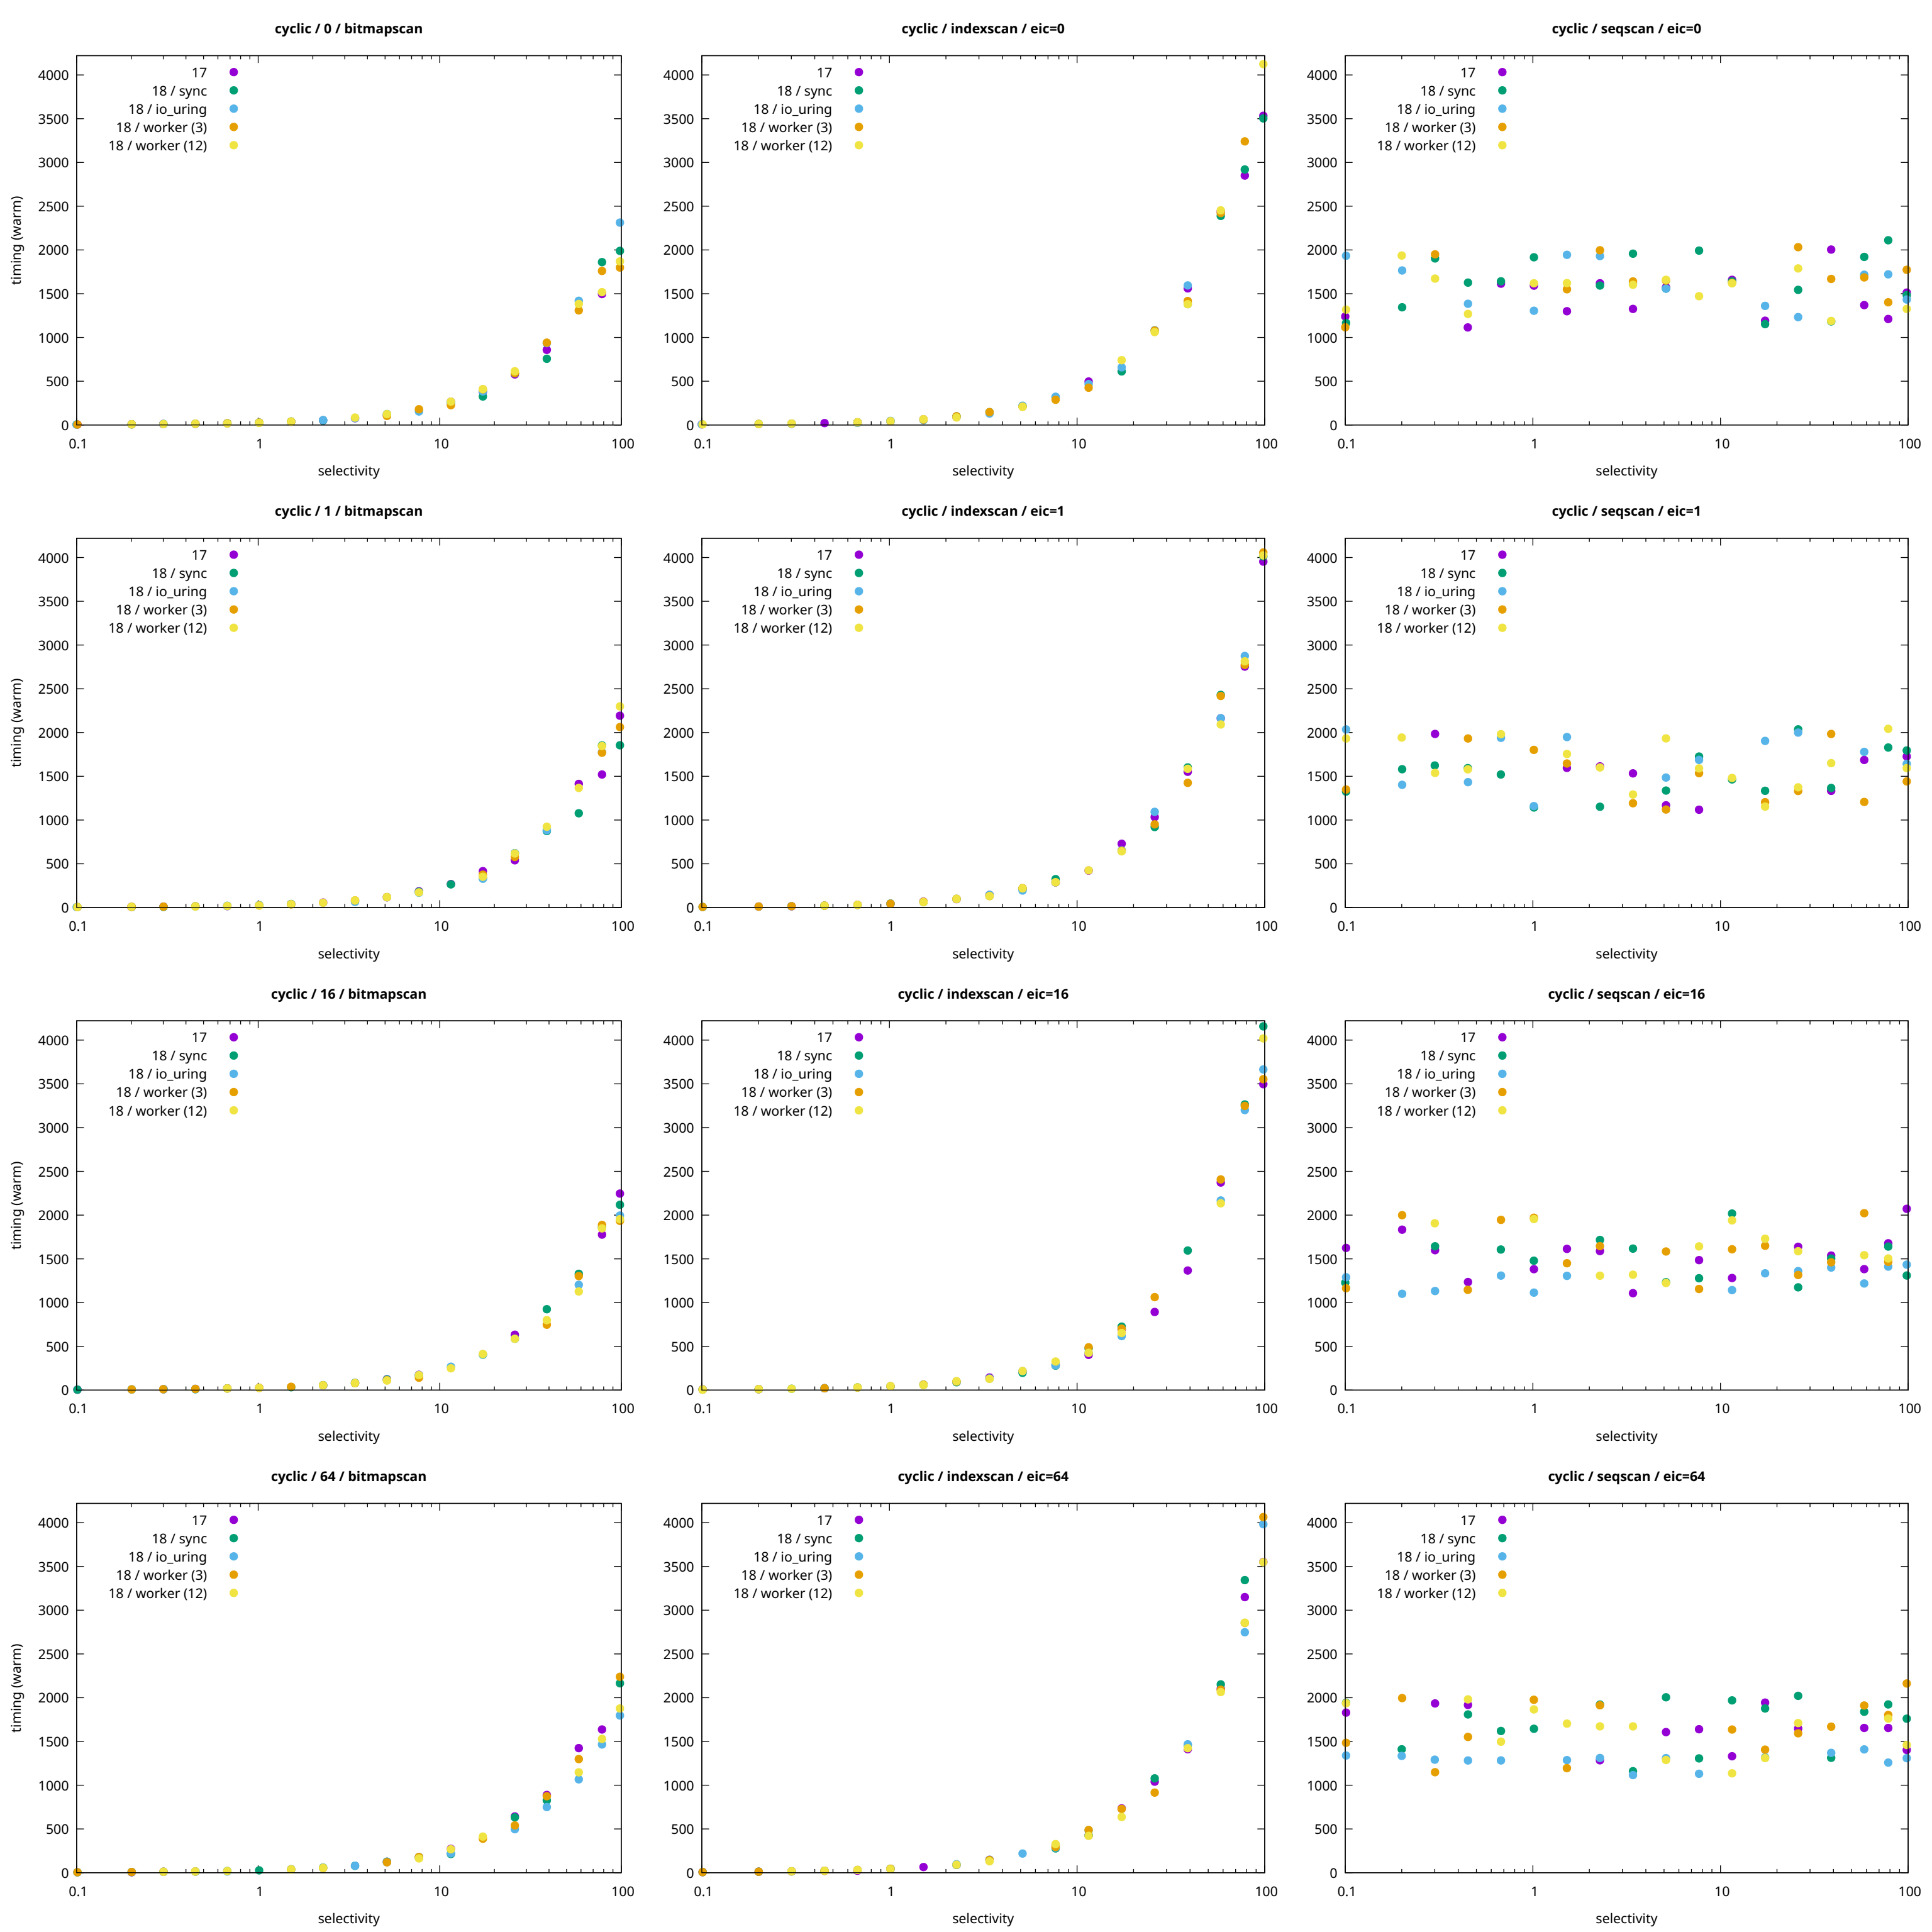 cyclic / 0 / bitmapscan
4000
3500
3000
2500
2000
1500
1000
500
0
0.1 1 10 100
timing (warm)
selectivity
17
18 / sync
18 / io_uring
18 / worker (3)
18 / worker (12)
cyclic / indexscan / eic=0
4000
3500
3000
2500
2000
1500
1000
500
0
0.1 1 10 100
selectivity
17
18 / sync
18 / io_uring
18 / worker (3)
18 / worker (12)
cyclic / seqscan / eic=0
4000
3500
3000
2500
2000
1500
1000
500
0
0.1 1 10 100
selectivity
17
18 / sync
18 / io_uring
18 / worker (3)
18 / worker (12)
cyclic / 1 / bitmapscan
4000
3500
3000
2500
2000
1500
1000
500
0
0.1 1 10 100
timing (warm)
selectivity
17
18 / sync
18 / io_uring
18 / worker (3)
18 / worker (12)
cyclic / indexscan / eic=1
4000
3500
3000
2500
2000
1500
1000
500
0
0.1 1 10 100
selectivity
17
18 / sync
18 / io_uring
18 / worker (3)
18 / worker (12)
cyclic / seqscan / eic=1
4000
3500
3000
2500
2000
1500
1000
500
0
0.1 1 10 100
selectivity
17
18 / sync
18 / io_uring
18 / worker (3)
18 / worker (12)
cyclic / 16 / bitmapscan
4000
3500
3000
2500
2000
1500
1000
500
0
0.1 1 10 100
timing (warm)
selectivity
17
18 / sync
18 / io_uring
18 / worker (3)
18 / worker (12)
cyclic / indexscan / eic=16
4000
3500
3000
2500
2000
1500
1000
500
0
0.1 1 10 100
selectivity
17
18 / sync
18 / io_uring
18 / worker (3)
18 / worker (12)
cyclic / seqscan / eic=16
4000
3500
3000
2500
2000
1500
1000
500
0
0.1 1 10 100
selectivity
17
18 / sync
18 / io_uring
18 / worker (3)
18 / worker (12)
cyclic / 64 / bitmapscan
4000
3500
3000
2500
2000
1500
1000
500
0
0.1 1 10 100
timing (warm)
selectivity
17
18 / sync
18 / io_uring
18 / worker (3)
18 / worker (12)
cyclic / indexscan / eic=64
4000
3500
3000
2500
2000
1500
1000
500
0
0.1 1 10 100
selectivity
17
18 / sync
18 / io_uring
18 / worker (3)
18 / worker (12)
cyclic / seqscan / eic=64
4000
3500
3000
2500
2000
1500
1000
500
0
0.1 1 10 100
selectivity
17
18 / sync
18 / io_uring
18 / worker (3)
18 / worker (12)